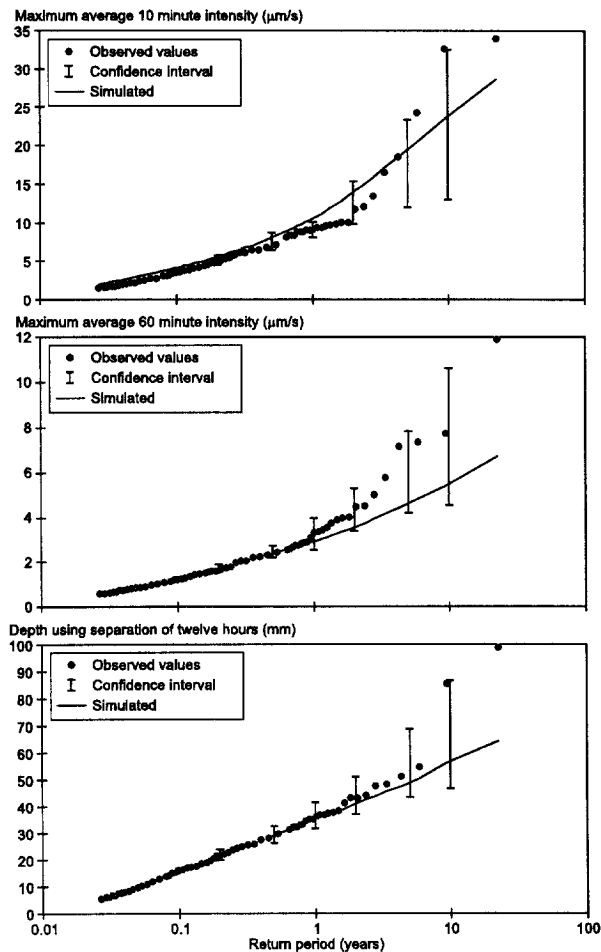 Maximum average 10 minute intensity (μm/s)
35
30
25
20
15
10
5
0
Observed values
Confidence interval
Simulated
Maximum average 60 minute intensity (μm/s)
12
10
8
6
4
2
0
Observed values
Confidence interval
Simulated
Depth using separation of twelve hours (mm)
100
90
80
70
60
50
40
30
20
10
0
Observed values
Confidence interval
Simulated
0.01 0.1 1 10 100
Return period (years)